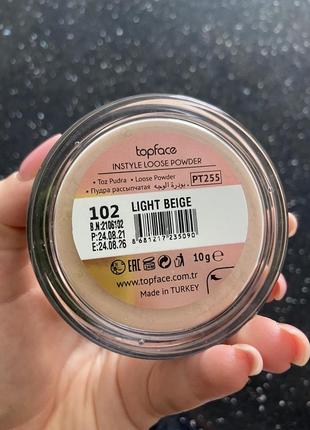 topface
INSTYLE LOOSE POWDER
• Toz Pudra • Loose Powder
• Пудра рассыпчатая بودرة الوجه •
PT255
102 LIGHT BEIGE
B.N:2106102
P:24.08.21
E:24.08.26
8681217235090
10g e
www.topface.com.tr
Made in TURKEY